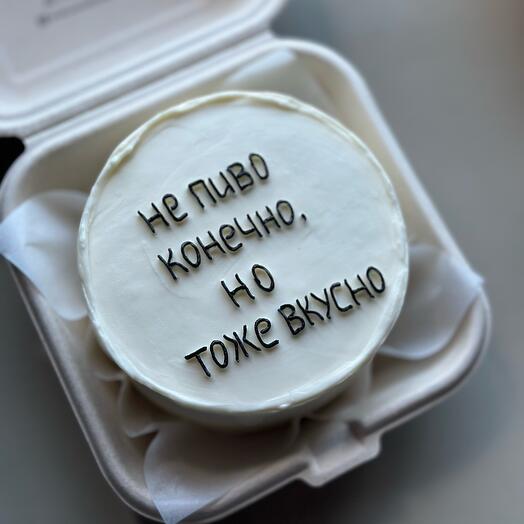 не пиво
конечно,
но
тоже вкусно